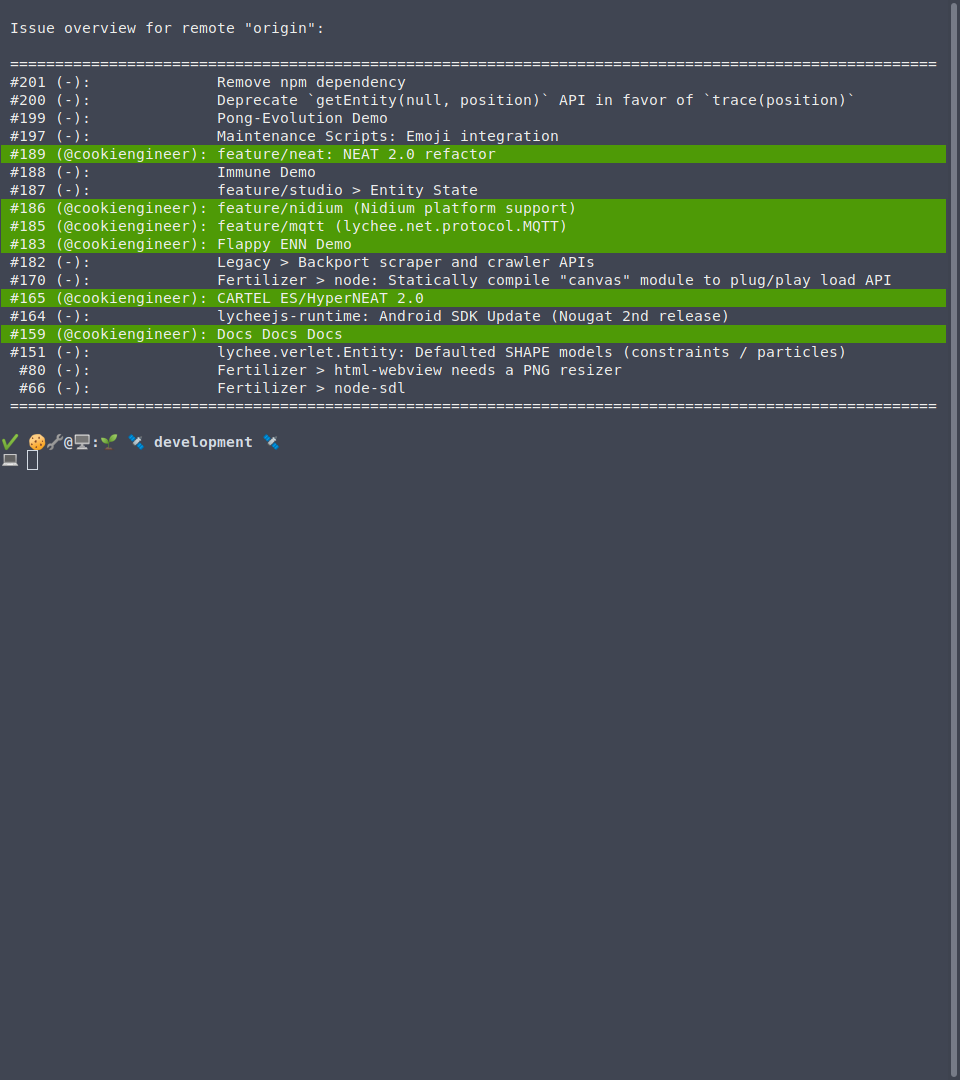 Issue overview for remote "origin":
=======================================================================================================
#201 (-):              Remove npm dependency
#200 (-):              Deprecate `getEntity(null, position)` API in favor of `trace(position)`
#199 (-):              Pong-Evolution Demo
#197 (-):              Maintenance Scripts: Emoji integration
#189 (@cookiengineer): feature/neat: NEAT 2.0 refactor
#188 (-):              Immune Demo
#187 (-):              feature/studio > Entity State
#186 (@cookiengineer): feature/nidium (Nidium platform support)
#185 (@cookiengineer): feature/mqtt (lychee.net.protocol.MQTT)
#183 (@cookiengineer): Flappy ENN Demo
#182 (-):              Legacy > Backport scraper and crawler APIs
#170 (-):              Fertilizer > node: Statically compile "canvas" module to plug/play load API
#165 (@cookiengineer): CARTEL ES/HyperNEAT 2.0
#164 (-):              lycheejs-runtime: Android SDK Update (Nougat 2nd release)
#159 (@cookiengineer): Docs Docs Docs
#151 (-):              lychee.verlet.Entity: Defaulted SHAPE models (constraints / particles)
 #80 (-):              Fertilizer > html-webview needs a PNG resizer
 #66 (-):              Fertilizer > node-sdl
=======================================================================================================
✔ 🍪🔧@🖥:🌱 🛰 development 🛰
💻